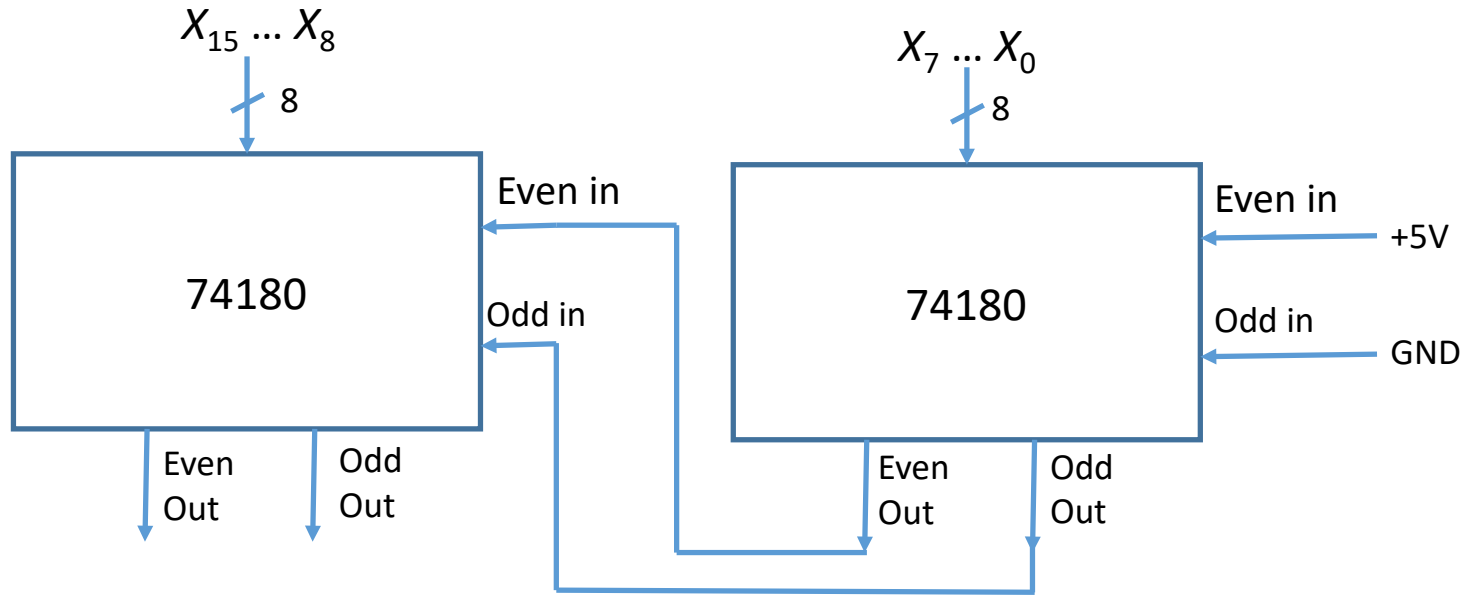 X15 ... X8
8
Even in
74180
Odd in
Even
Out
Odd
Out
X7 ... X0
8
Even in
+5V
74180
Odd in
GND
Even
Out
Odd
Out